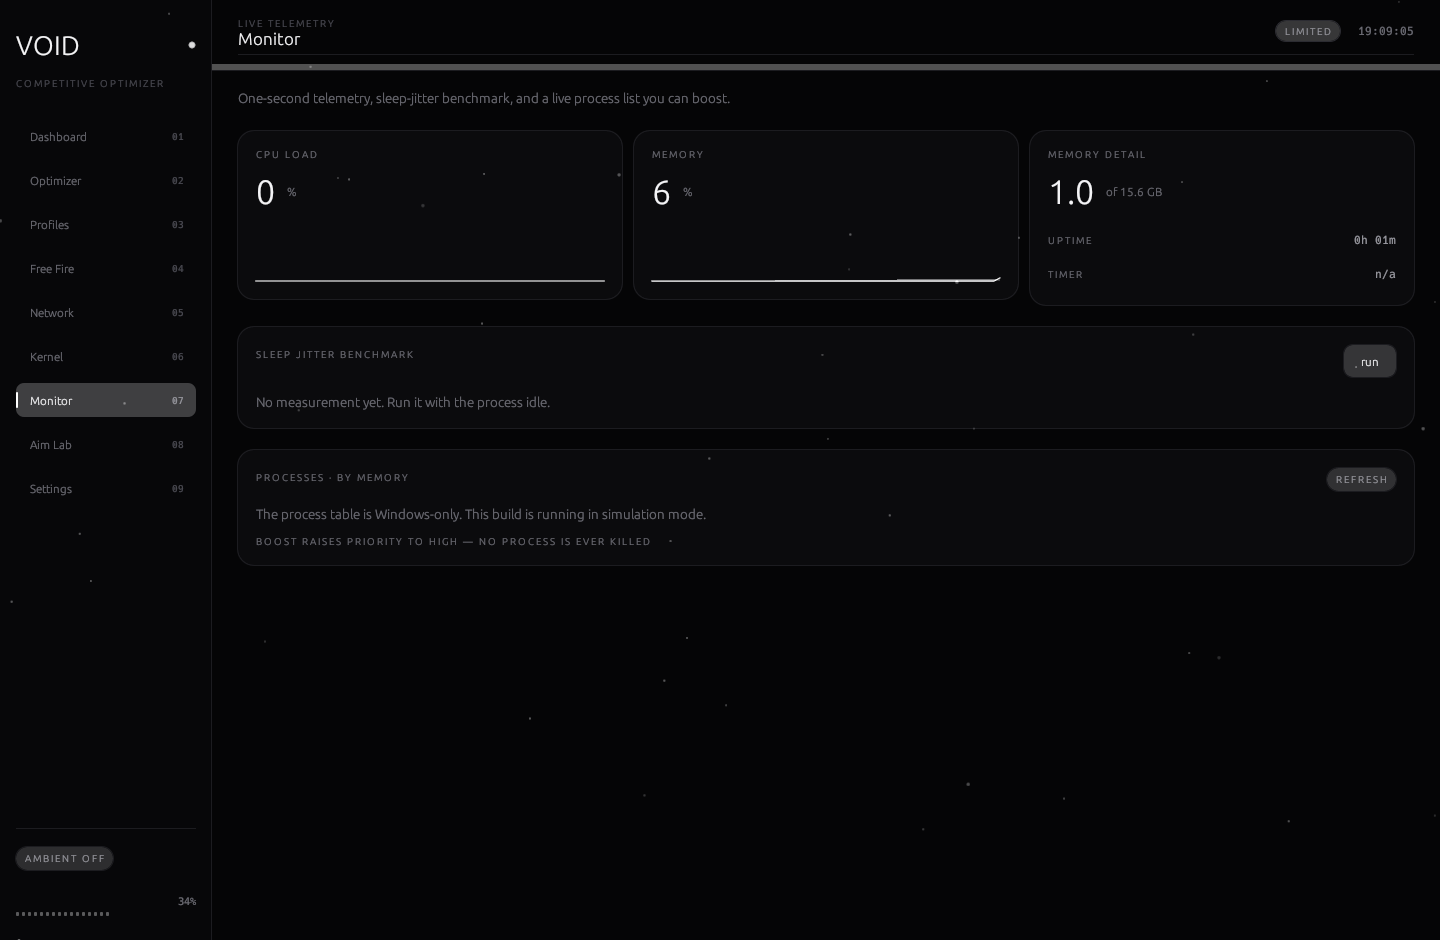 VOID
COMPETITIVE OPTIMIZER
Dashboard 01
Optimizer 02
Profiles 03
Free Fire 04
Network 05
Kernel 06
Monitor 07
Aim Lab 08
Settings 09
AMBIENT OFF
34%
LIVE TELEMETRY
Monitor
LIMITED 19:09:05
One-second telemetry, sleep-jitter benchmark, and a live process list you can boost.
CPU LOAD
0 %
MEMORY
6 %
MEMORY DETAIL
1.0 of 15.6 GB
UPTIME 0h 01m
TIMER n/a
SLEEP JITTER BENCHMARK
run
No measurement yet. Run it with the process idle.
PROCESSES · BY MEMORY
REFRESH
The process table is Windows-only. This build is running in simulation mode.
BOOST RAISES PRIORITY TO HIGH — NO PROCESS IS EVER KILLED